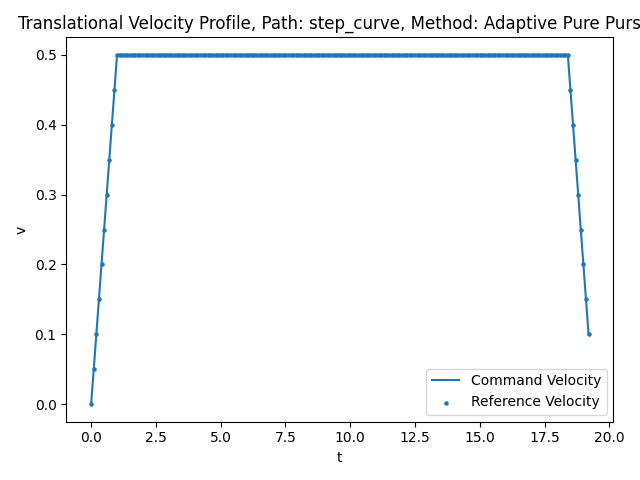 Translational Velocity Profile, Path: step_curve, Method: Adaptive Pure Purs
0.5
0.4
0.3
0.2
0.1
0.0
v
Command Velocity
Reference Velocity
0.0 2.5 5.0 7.5 10.0 12.5 15.0 17.5 20.0
t